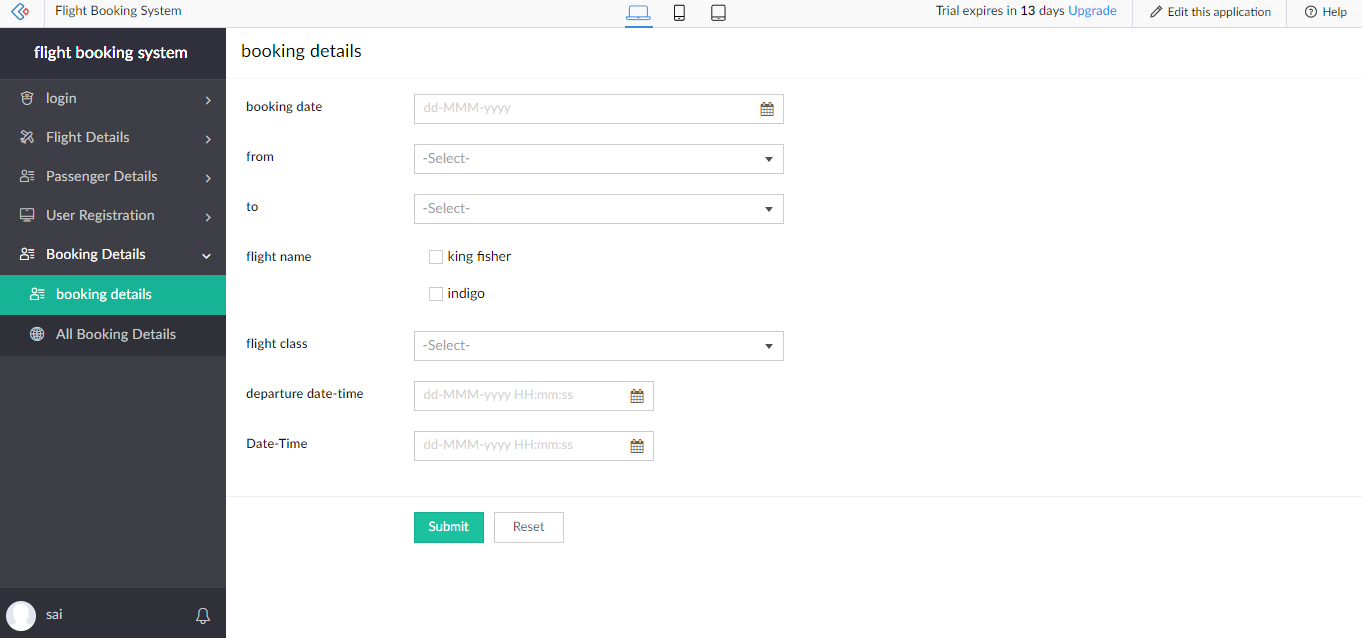 Flight Booking System
Trial expires in 13 days Upgrade
Edit this application
Help
flight booking system
login
Flight Details
Passenger Details
User Registration
Booking Details
booking details
All Booking Details
sai
booking details
booking date
dd-MMM-yyyy
from
-Select-
to
-Select-
flight name
king fisher
indigo
flight class
-Select-
departure date-time
dd-MMM-yyyy HH:mm:ss
Date-Time
dd-MMM-yyyy HH:mm:ss
Submit
Reset